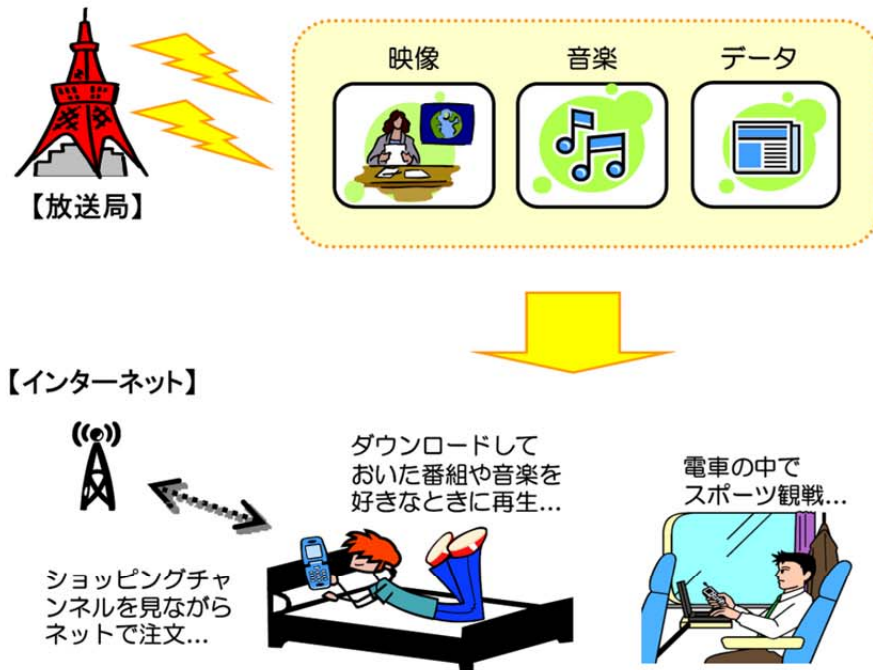 映像
音楽
データ
【放送局】
【インターネット】
ダウンロードして
おいた番組や音楽を
好きなときに再生...
電車の中で
スポーツ観戦...
ショッピングチャ
ンネルを見ながら
ネットで注文...